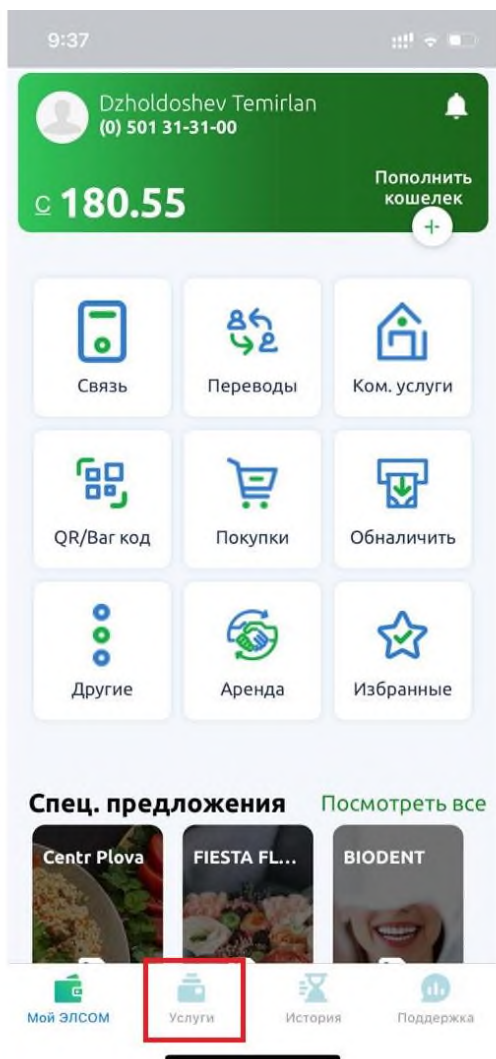 9:37
Dzholdoshev Temirlan
(0) 501 31-31-00
Пополнить
кошелек
с 180.55
Связь
Переводы
Ком. услуги
QR/Bar код
Покупки
Обналичить
Другие
Аренда
Избранные
Спец. предложения
Посмотреть все
Centr Plova
FIESTA FL...
BIODENT
Мой ЭЛСОМ
Услуги
История
Поддержка